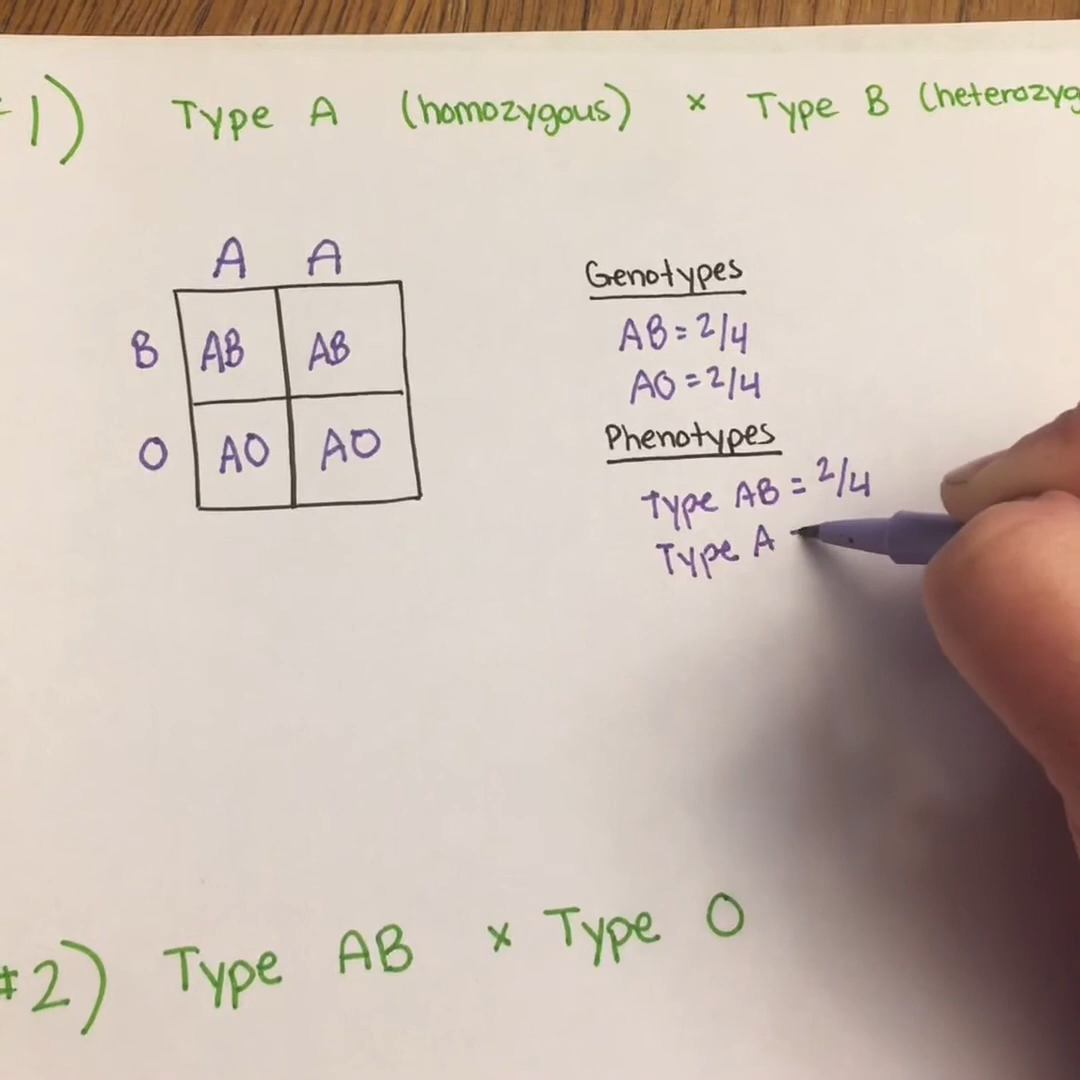 #1) Type A (homozygous) × Type B (heterozyg
A A
B AB AB
O AO AO
Genotypes
AB = 2/4
AO = 2/4
Phenotypes
Type AB = 2/4
Type A -
#2) Type AB × Type O